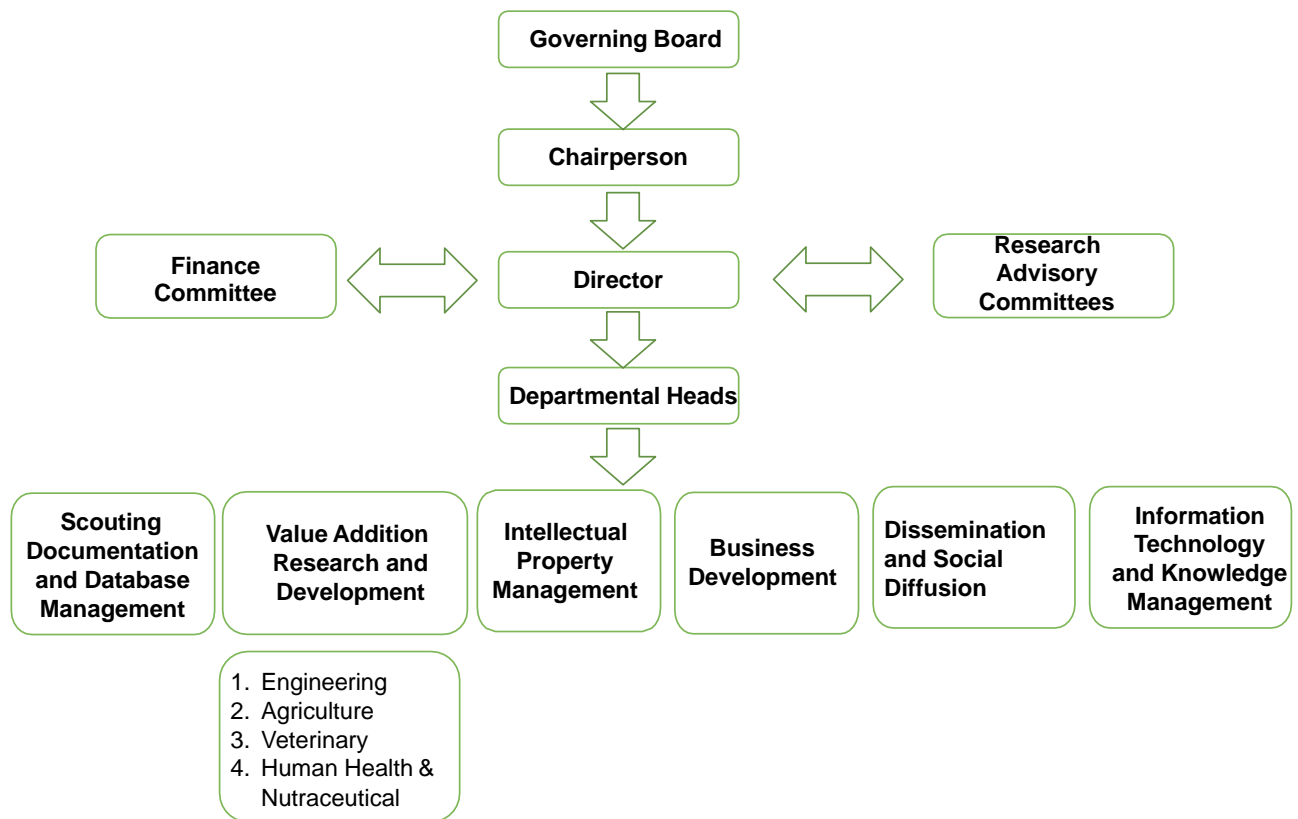 Governing Board
Chairperson
Finance
Committee
Director
Research
Advisory
Committees
Departmental Heads
Scouting
Documentation
and Database
Management
Value Addition
Research and
Development
Intellectual
Property
Management
Business
Development
Dissemination
and Social
Diffusion
Information
Technology
and Knowledge
Management
1. Engineering
2. Agriculture
3. Veterinary
4. Human Health &
Nutraceutical